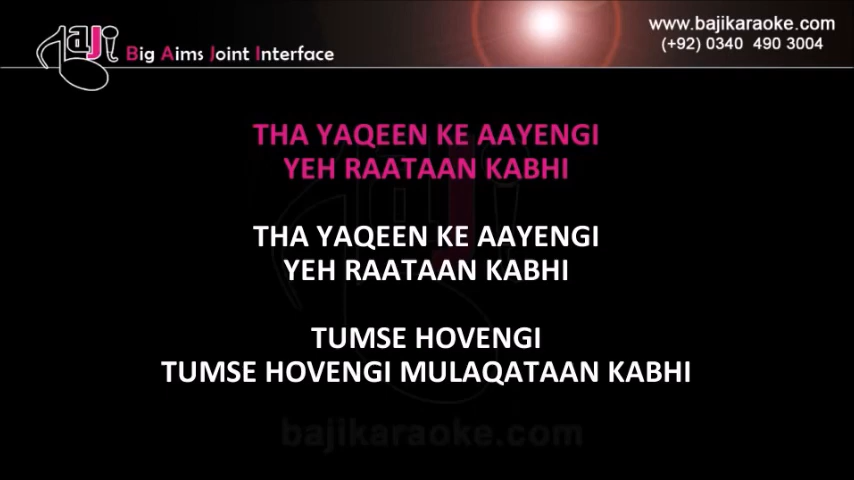 Baji
Big Aims Joint Interface
www.bajikaraoke.com
(+92) 0340 490 3004
THA YAQEEN KE AAYENGI
YEH RAATAAN KABHI
THA YAQEEN KE AAYENGI
YEH RAATAAN KABHI
TUMSE HOVENGI
TUMSE HOVENGI MULAQATAAN KABHI
bajikaraoke.com